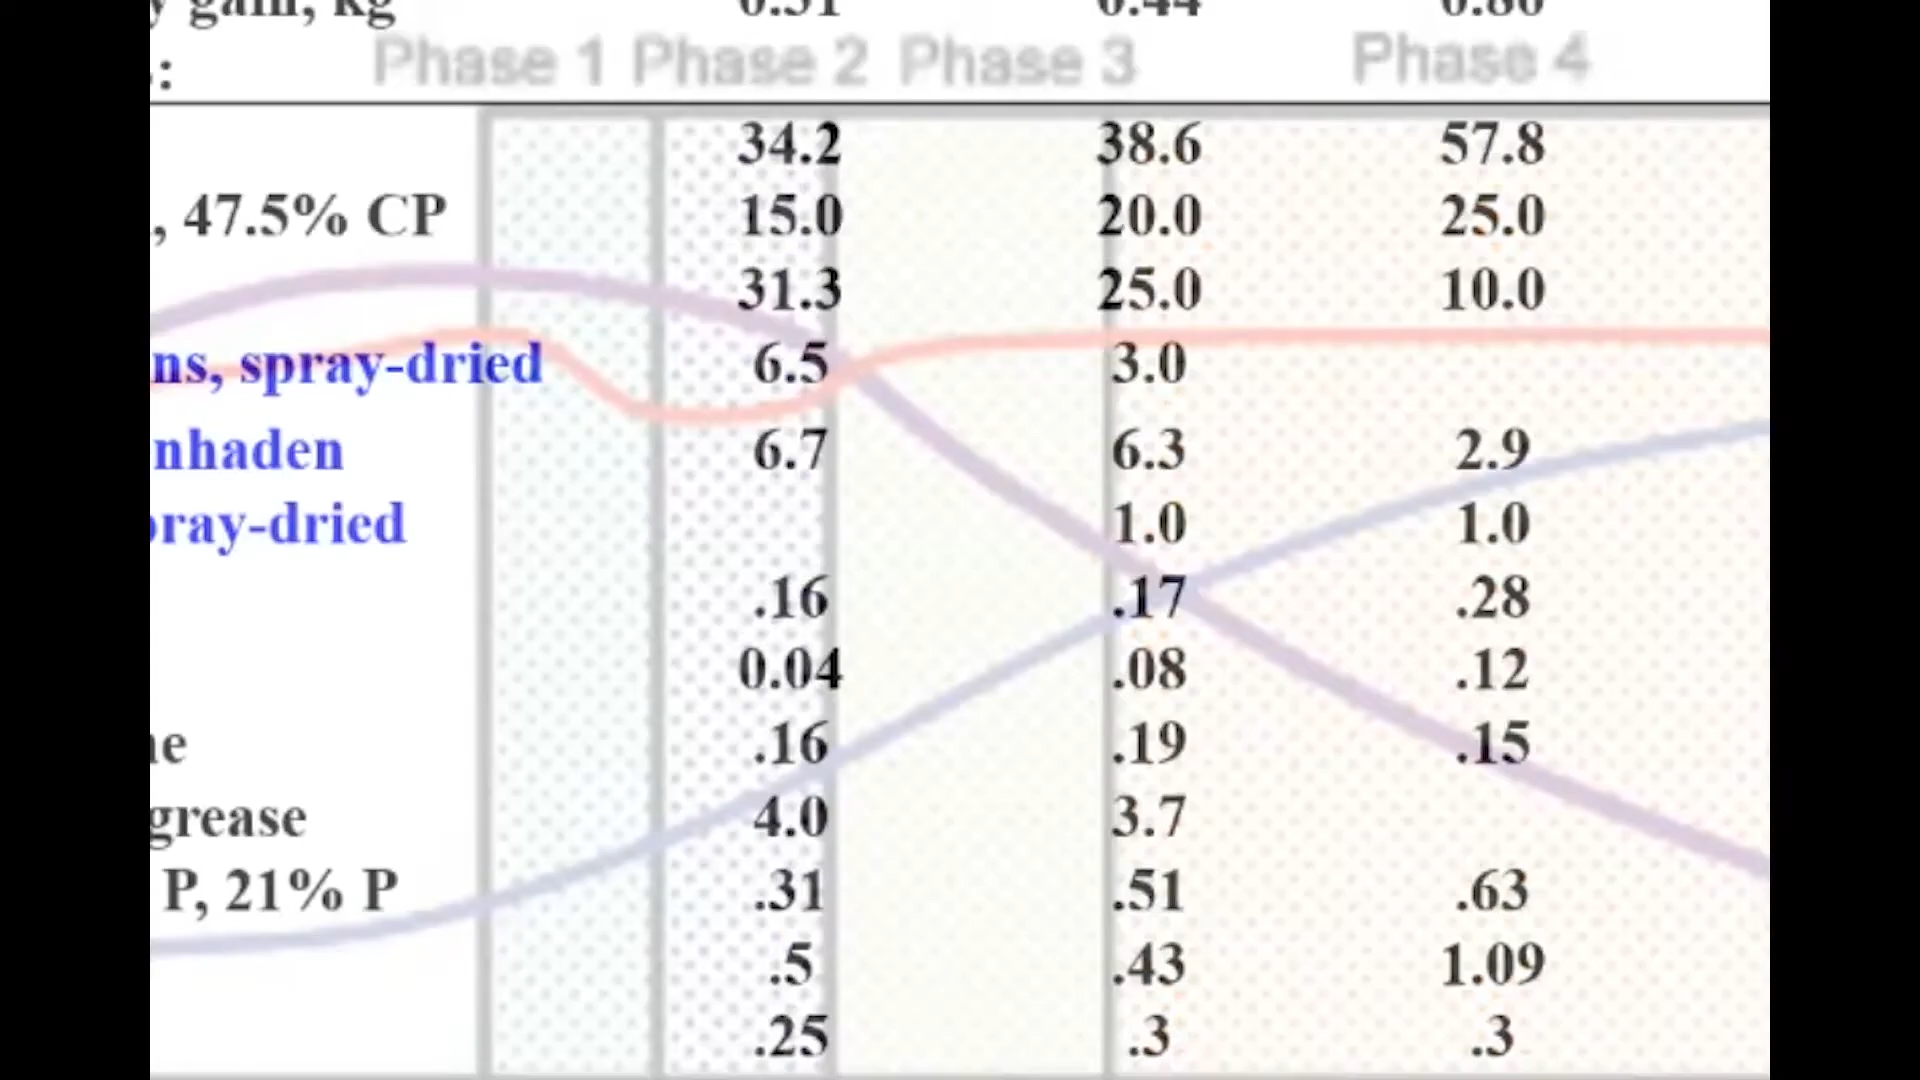 gain, kg 0.31 0.44 0.86
: Phase 1 Phase 2 Phase 3 Phase 4
34.2 38.6 57.8
, 47.5% CP 15.0 20.0 25.0
31.3 25.0 10.0
ns, spray-dried 6.5 3.0
nhaden 6.7 6.3 2.9
ray-dried 1.0 1.0
.16 .17 .28
0.04 .08 .12
e .16 .19 .15
grease 4.0 3.7
P, 21% P .31 .51 .63
.5 .43 1.09
.25 .3 .3